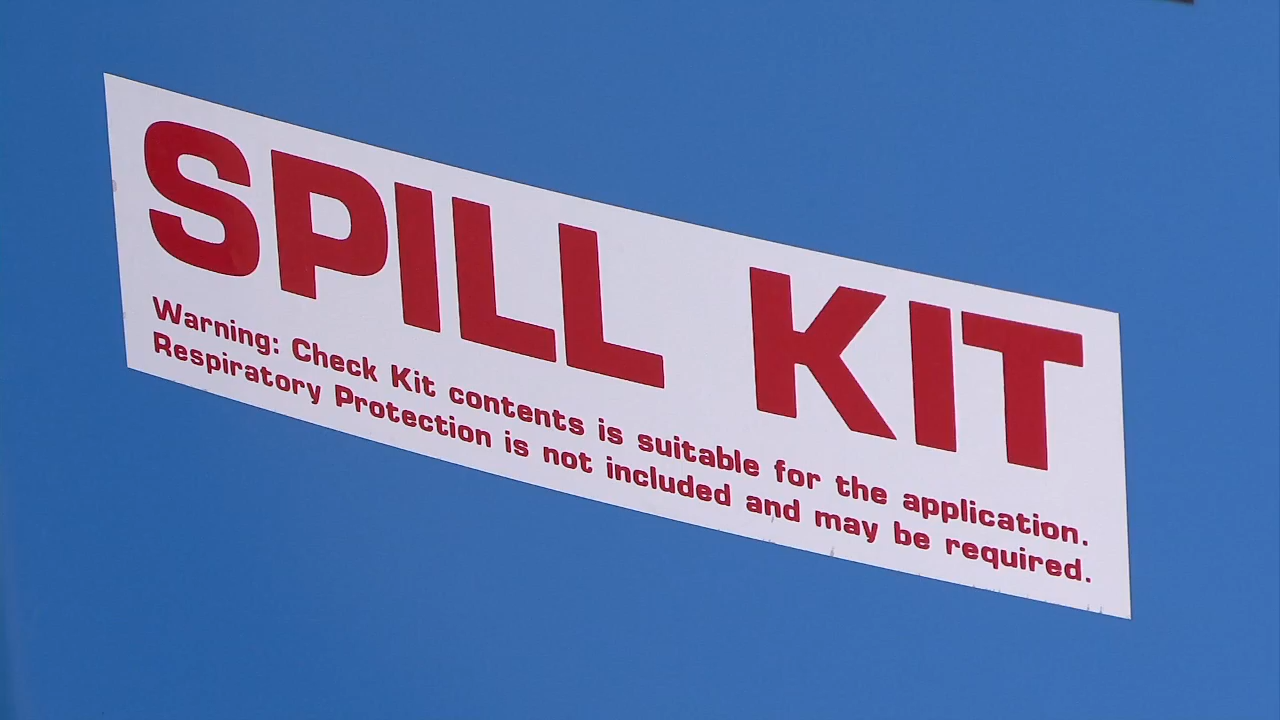 SPILL KIT
Warning: Check Kit contents is suitable for the application.
Respiratory Protection is not included and may be required.